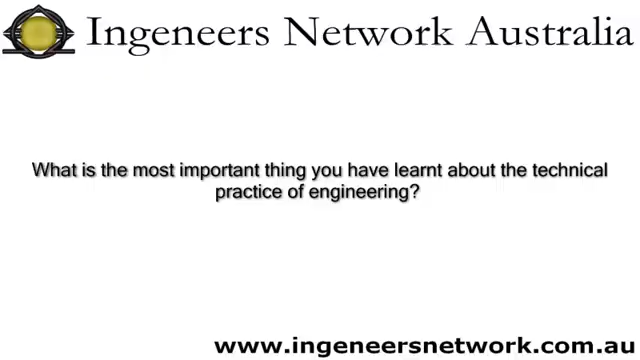 Ingeneers Network Australia
What is the most important thing you have learnt about the technical
practice of engineering?
www.ingeneersnetwork.com.au